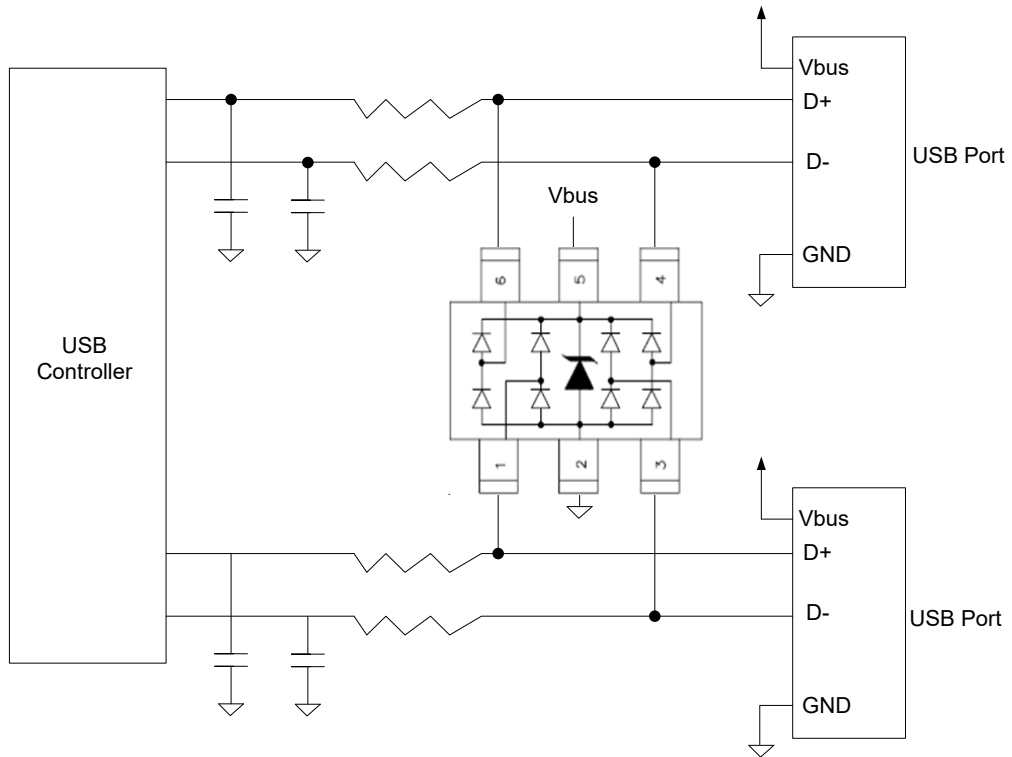 Vbus
D+
D-
USB Port
GND
Vbus
6
5
4
USB
Controller
1
2
3
Vbus
D+
D-
USB Port
GND